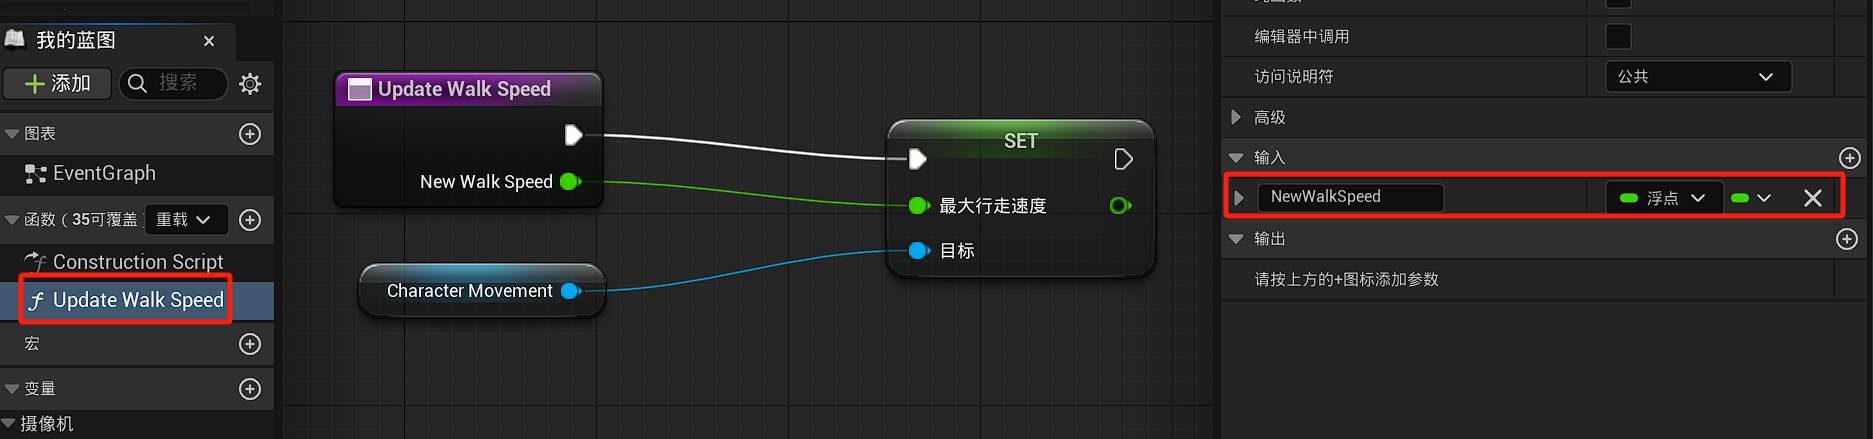 我的蓝图
添加
搜索
图表
EventGraph
函数（35可覆盖
重载
Construction Script
Update Walk Speed
宏
变量
摄像机
Update Walk Speed
New Walk Speed
Character Movement
SET
最大行走速度
目标
编辑器中调用
访问说明符
公共
高级
输入
NewWalkSpeed
浮点
输出
请按上方的+图标添加参数